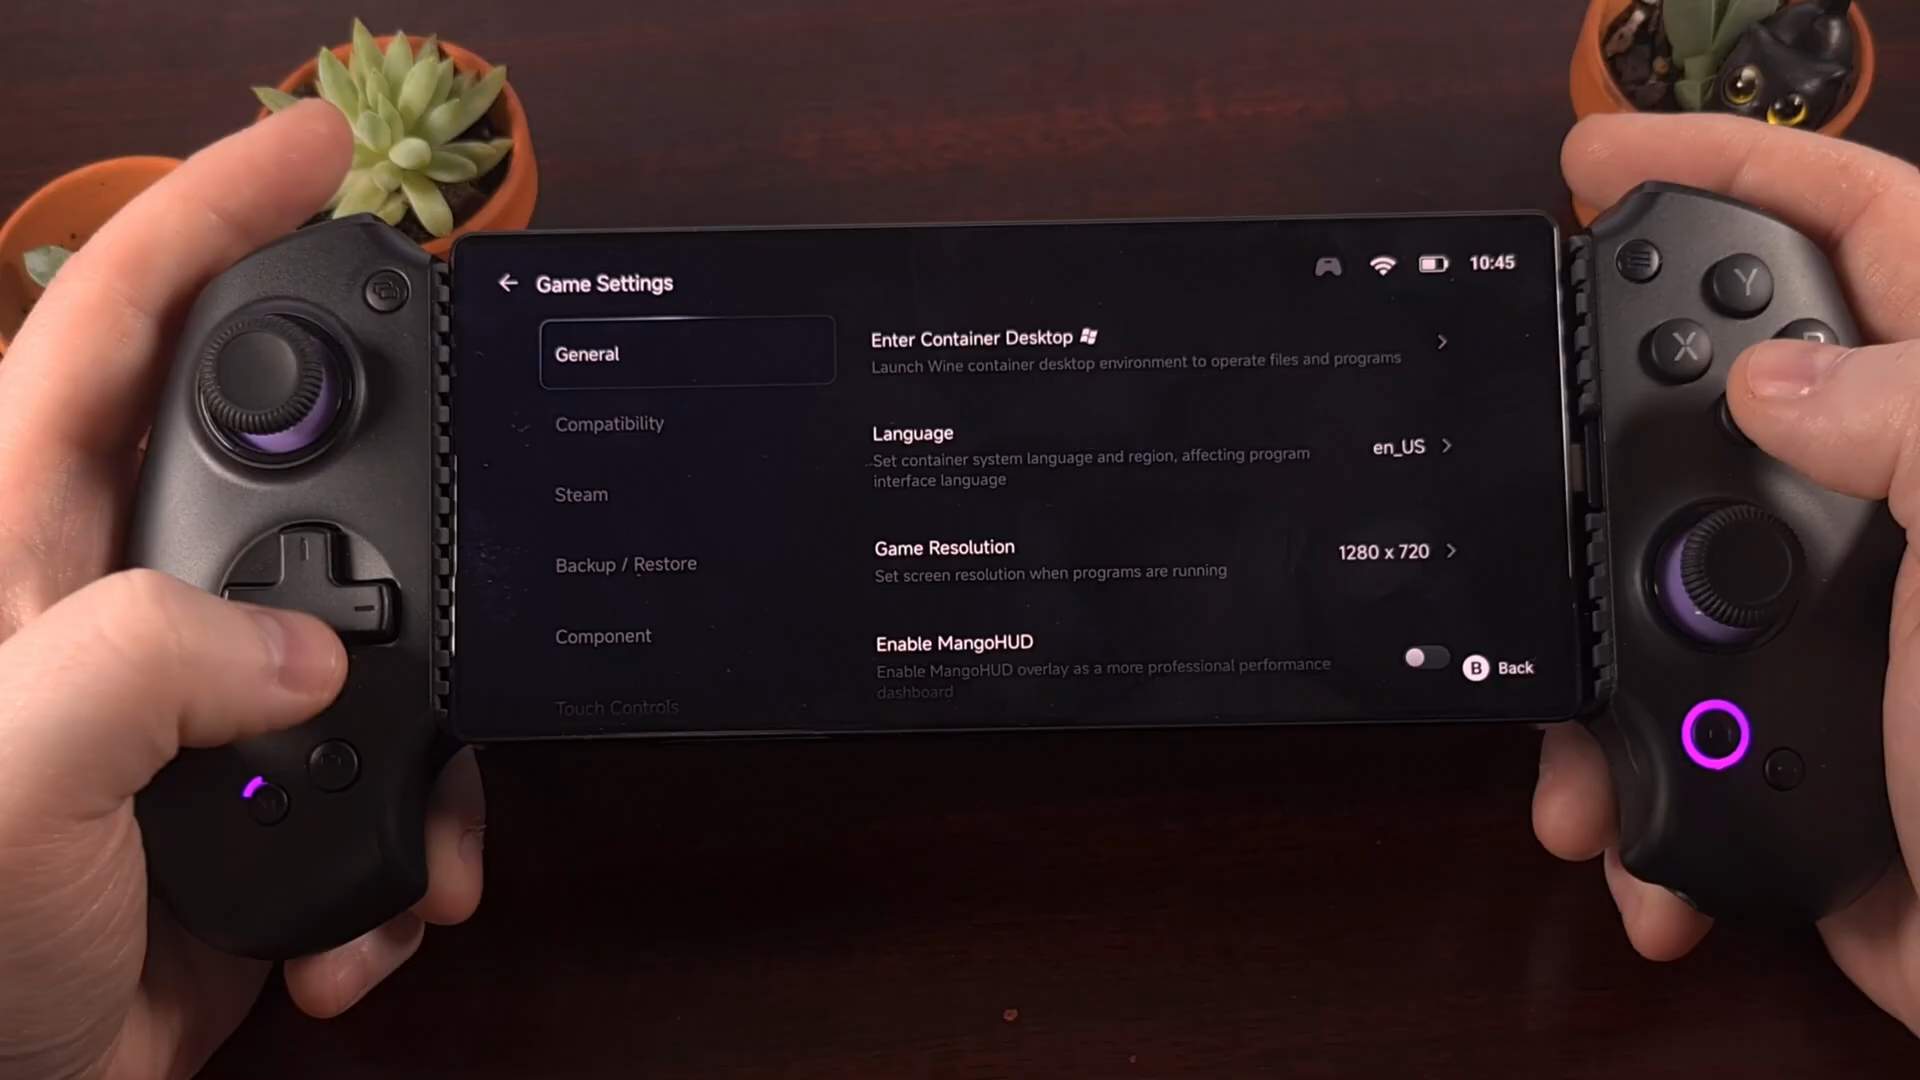 Game Settings
10:45
General
Compatibility
Steam
Backup / Restore
Component
Touch Controls
Enter Container Desktop
Launch Wine container desktop environment to operate files and programs
Language
Set container system language and region, affecting program
interface language
en_US
Game Resolution
Set screen resolution when programs are running
1280 x 720
Enable MangoHUD
Enable MangoHUD overlay as a more professional performance
dashboard
B Back
Y
X